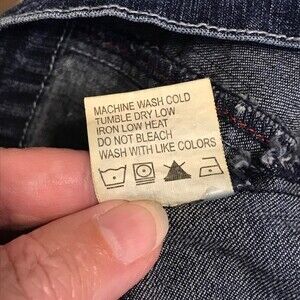 MACHINE WASH COLD
TUMBLE DRY LOW
IRON LOW HEAT
DO NOT BLEACH
WASH WITH LIKE COLORS